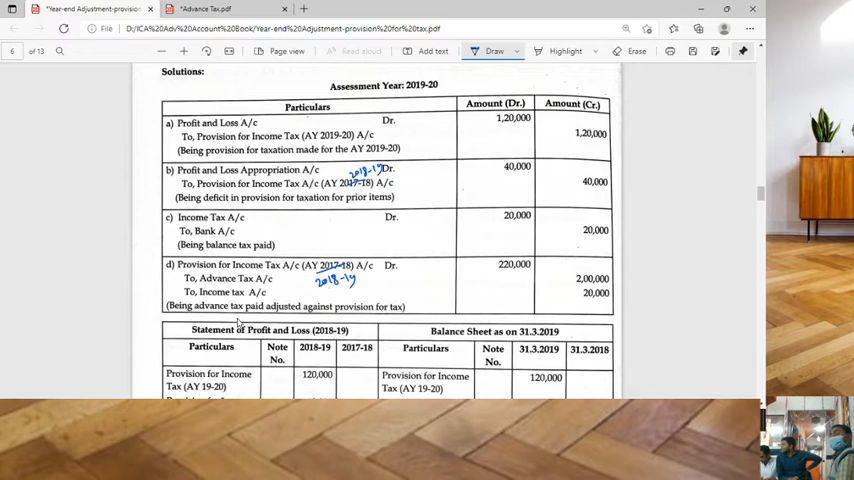 *Year-end Adjustment-provision
*Advance Tax.pdf
File
D:/ICA%20Adv%20Account%20Book/Year-end%20Adjustment-provision%20for%20tax.pdf
6
of 13
Page view
Read aloud
Add text
Draw
Highlight
Erase
Solutions:
Assessment Year: 2019-20
Particulars Amount (Dr.) Amount (Cr.)
a) Profit and Loss A/c Dr. 1,20,000
To, Provision for Income Tax (AY 2019-20) A/c 1,20,000
(Being provision for taxation made for the AY 2019-20)
b) Profit and Loss Appropriation A/c Dr. 40,000
2018-19
To, Provision for Income Tax A/c (AY 2017-18) A/c 40,000
(Being deficit in provision for taxation for prior items)
c) Income Tax A/c Dr. 20,000
To, Bank A/c 20,000
(Being balance tax paid)
d) Provision for Income Tax A/c (AY 2017-18) A/c Dr. 220,000
To, Advance Tax A/c 2018-19 2,00,000
To, Income tax A/c 20,000
(Being advance tax paid adjusted against provision for tax)
Statement of Profit and Loss (2018-19) Balance Sheet as on 31.3.2019
Particulars Note No. 2018-19 2017-18 Particulars Note No. 31.3.2019 31.3.2018
Provision for Income 120,000 Provision for Income 120,000
Tax (AY 19-20) Tax (AY 19-20)